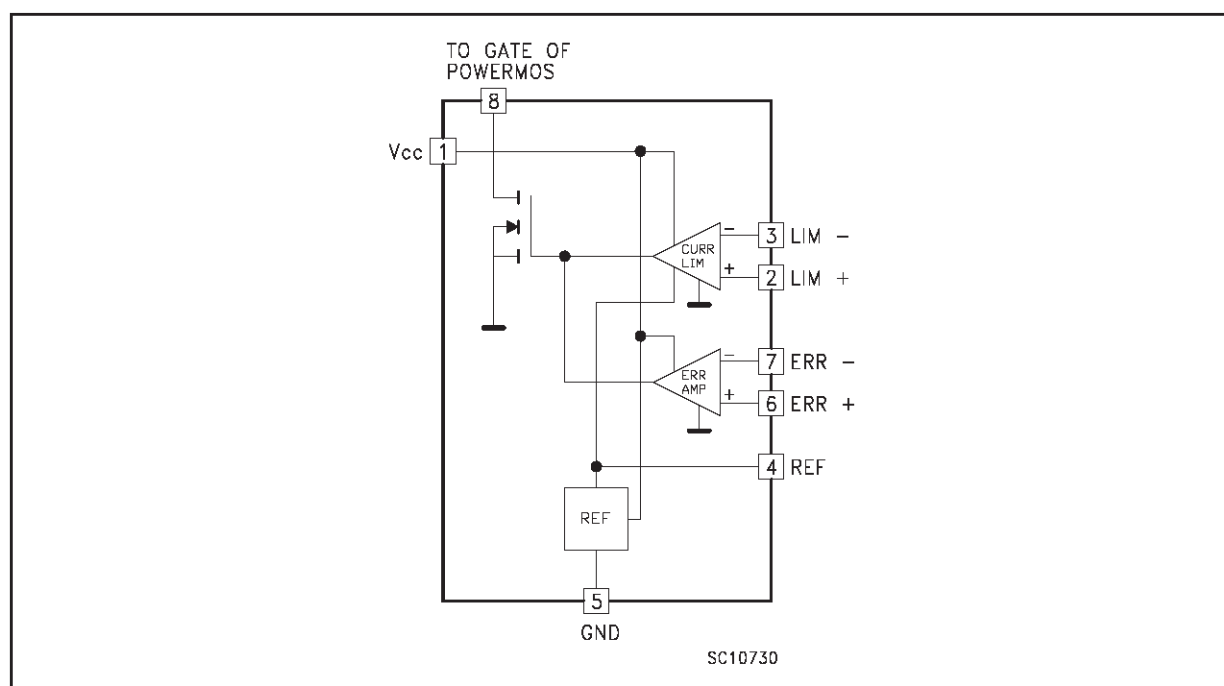 TO GATE OF
POWERMOS
8
Vcc 1
- 3 LIM -
CURR
LIM
+ 2 LIM +
- 7 ERR -
ERR
AMP
+ 6 ERR +
4 REF
REF
5
GND
SC10730